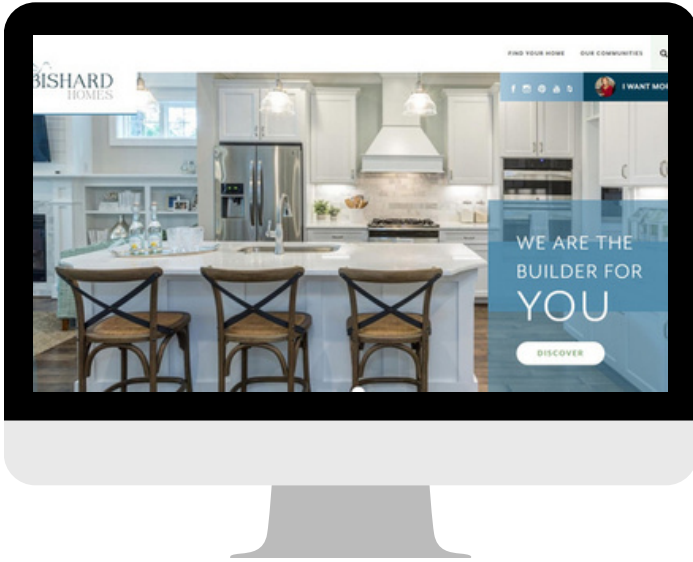 FIND YOUR HOME OUR COMMUNITIES
BISHARD
HOMES
I WANT MO
WE ARE THE
BUILDER FOR
YOU
DISCOVER